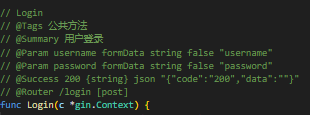 // Login
// @Tags 公共方法
// @Summary 用户登录
// @Param username formData string false "username"
// @Param password formData string false "password"
// @Success 200 {string} json "{"code":"200","data":""}"
// @Router /login [post]
func Login(c *gin.Context) {